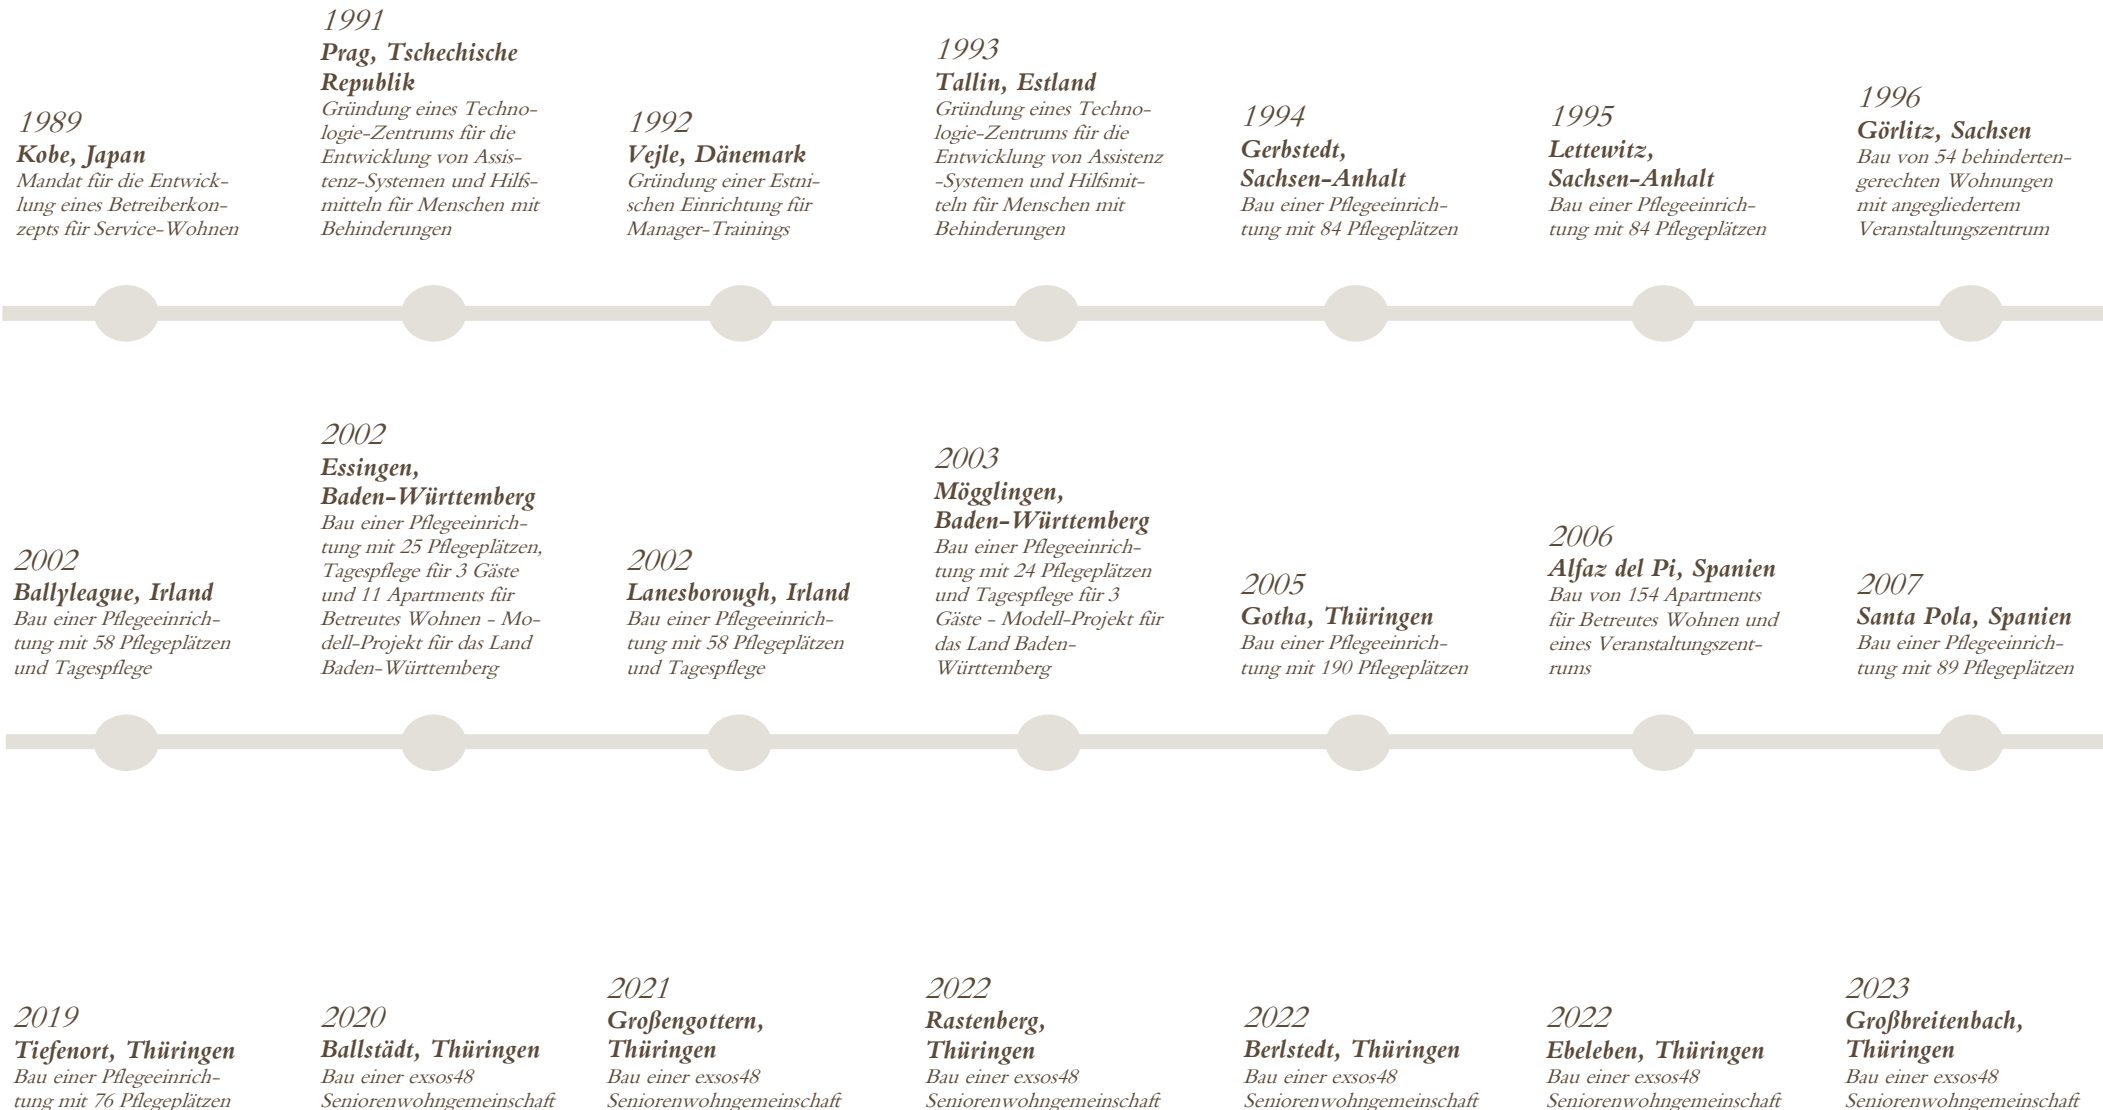 1989
Kobe, Japan
Mandat für die Entwick-
lung eines Betreiberkon-
zepts für Service-Wohnen
1991
Prag, Tschechische
Republik
Gründung eines Techno-
logie-Zentrums für die
Entwicklung von Assis-
tenz-Systemen und Hilfs-
mitteln für Menschen mit
Behinderungen
1992
Vejle, Dänemark
Gründung einer Estni-
schen Einrichtung für
Manager-Trainings
1993
Tallin, Estland
Gründung eines Techno-
logie-Zentrums für die
Entwicklung von Assistenz
-Systemen und Hilfsmit-
teln für Menschen mit
Behinderungen
1994
Gerbstedt,
Sachsen-Anhalt
Bau einer Pflegeeinrich-
tung mit 84 Pflegeplätzen
1995
Lettewitz,
Sachsen-Anhalt
Bau einer Pflegeeinrich-
tung mit 84 Pflegeplätzen
1996
Görlitz, Sachsen
Bau von 54 behinderten-
gerechten Wohnungen
mit angegliedertem
Veranstaltungszentrum
2002
Ballyleague, Irland
Bau einer Pflegeeinrich-
tung mit 58 Pflegeplätzen
und Tagespflege
2002
Essingen,
Baden-Württemberg
Bau einer Pflegeeinrich-
tung mit 25 Pflegeplätzen,
Tagespflege für 3 Gäste
und 11 Apartments für
Betreutes Wohnen - Mo-
dell-Projekt für das Land
Baden-Württemberg
2002
Lanesborough, Irland
Bau einer Pflegeeinrich-
tung mit 58 Pflegeplätzen
und Tagespflege
2003
Mögglingen,
Baden-Württemberg
Bau einer Pflegeeinrich-
tung mit 24 Pflegeplätzen
und Tagespflege für 3
Gäste - Modell-Projekt für
das Land Baden-
Württemberg
2005
Gotha, Thüringen
Bau einer Pflegeeinrich-
tung mit 190 Pflegeplätzen
2006
Alfaz del Pi, Spanien
Bau von 154 Apartments
für Betreutes Wohnen und
eines Veranstaltungszent-
rums
2007
Santa Pola, Spanien
Bau einer Pflegeeinrich-
tung mit 89 Pflegeplätzen
2019
Tiefenort, Thüringen
Bau einer Pflegeeinrich-
tung mit 76 Pflegeplätzen
2020
Ballstädt, Thüringen
Bau einer exsos48
Seniorenwohngemeinschaft
2021
Großengottern,
Thüringen
Bau einer exsos48
Seniorenwohngemeinschaft
2022
Rastenberg,
Thüringen
Bau einer exsos48
Seniorenwohngemeinschaft
2022
Berlstedt, Thüringen
Bau einer exsos48
Seniorenwohngemeinschaft
2022
Ebeleben, Thüringen
Bau einer exsos48
Seniorenwohngemeinschaft
2023
Großbreitenbach,
Thüringen
Bau einer exsos48
Seniorenwohngemeinschaft